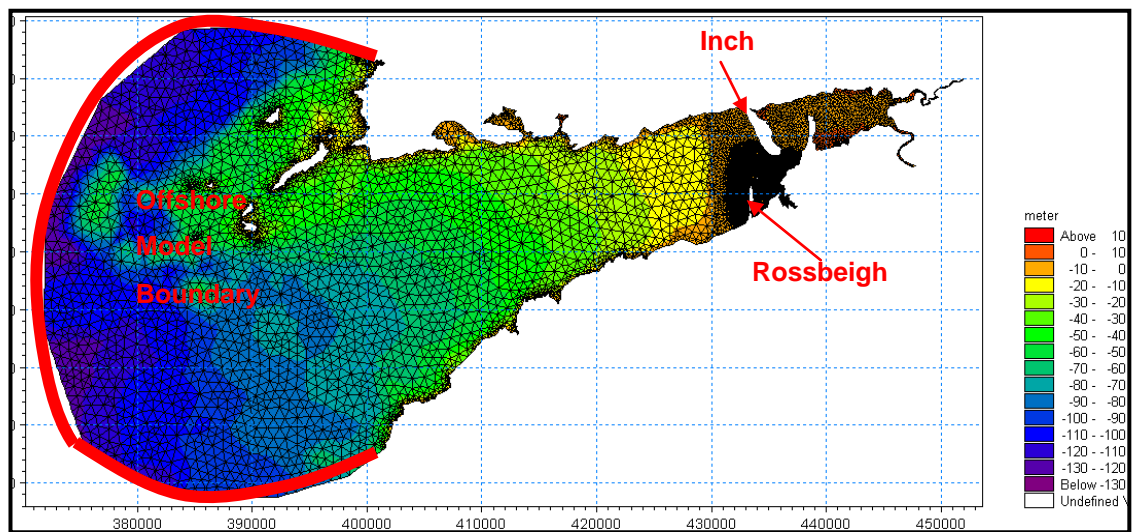 Inch
Offshore
Model
Boundary
Rossbeigh
meter
Above 10
0 - 10
-10 - 0
-20 - -10
-30 - -20
-40 - -30
-50 - -40
-60 - -50
-70 - -60
-80 - -70
-90 - -80
-100 - -90
-110 - -100
-120 - -110
-130 - -120
Below -130
Undefined
380000 390000 400000 410000 420000 430000 440000 450000